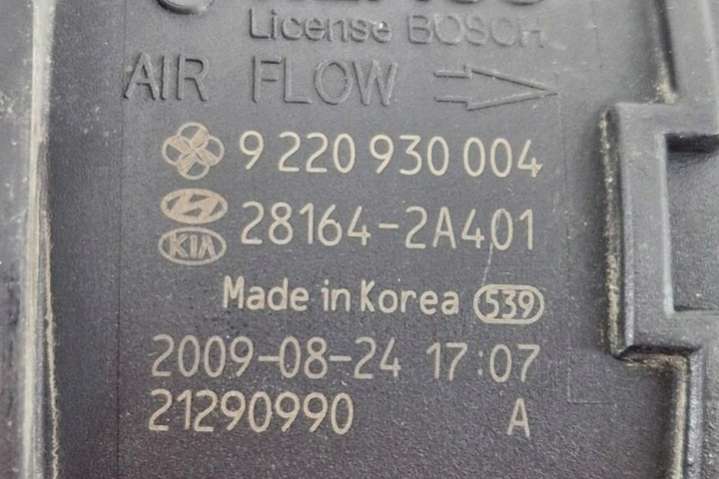 License BOSCH
AIR FLOW
9 220 930 004
28164-2A401
KIA
Made in Korea 539
2009-08-24 17:07
21290990 A